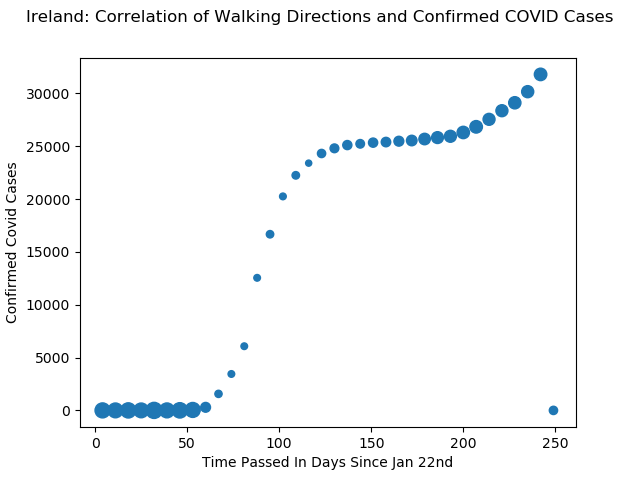 Ireland: Correlation of Walking Directions and Confirmed COVID Cases
30000
25000
20000
15000
10000
5000
0
Confirmed Covid Cases
0 50 100 150 200 250
Time Passed In Days Since Jan 22nd